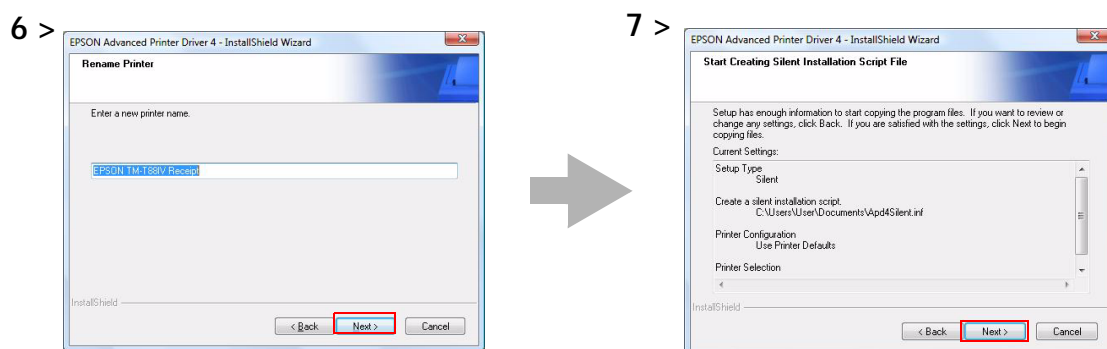 6 >
EPSON Advanced Printer Driver 4 - InstallShield Wizard
Rename Printer
Enter a new printer name.
EPSON TM-T88IV Receipt
InstallShield
< Back
Next >
Cancel
7 >
EPSON Advanced Printer Driver 4 - InstallShield Wizard
Start Creating Silent Installation Script File
Setup has enough information to start copying the program files. If you want to review or
change any settings, click Back. If you are satisfied with the settings, click Next to begin
copying files.
Current Settings:
Setup Type
Silent
Create a silent installation script.
C:\Users\User\Documents\Apd4Silent.inf
Printer Configuration
Use Printer Defaults
Printer Selection
InstallShield
< Back
Next >
Cancel